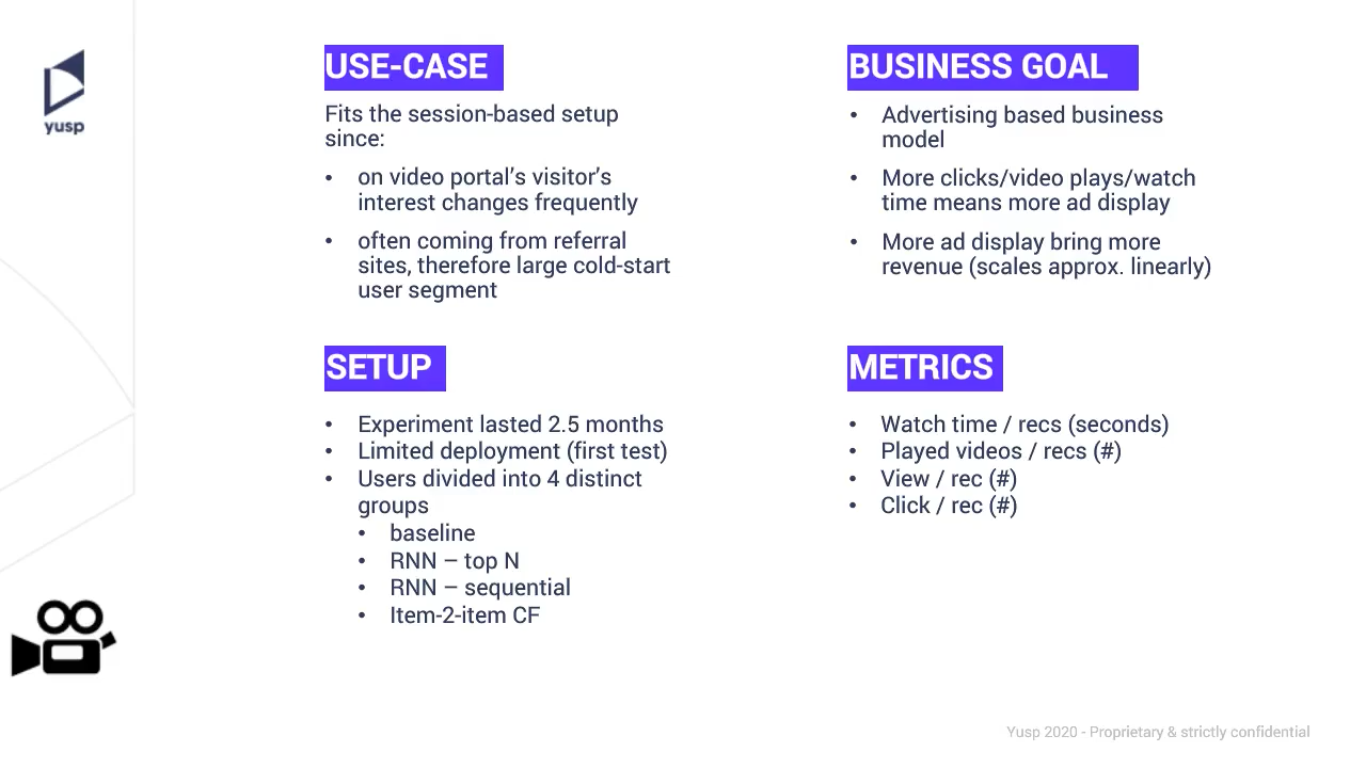 yusp
USE-CASE
Fits the session-based setup
since:
• on video portal’s visitor’s
interest changes frequently
• often coming from referral
sites, therefore large cold-start
user segment
BUSINESS GOAL
• Advertising based business
model
• More clicks/video plays/watch
time means more ad display
• More ad display bring more
revenue (scales approx. linearly)
SETUP
• Experiment lasted 2.5 months
• Limited deployment (first test)
• Users divided into 4 distinct
groups
• baseline
• RNN – top N
• RNN – sequential
• Item-2-item CF
METRICS
• Watch time / recs (seconds)
• Played videos / recs (#)
• View / rec (#)
• Click / rec (#)
Yusp 2020 - Proprietary & strictly confidential